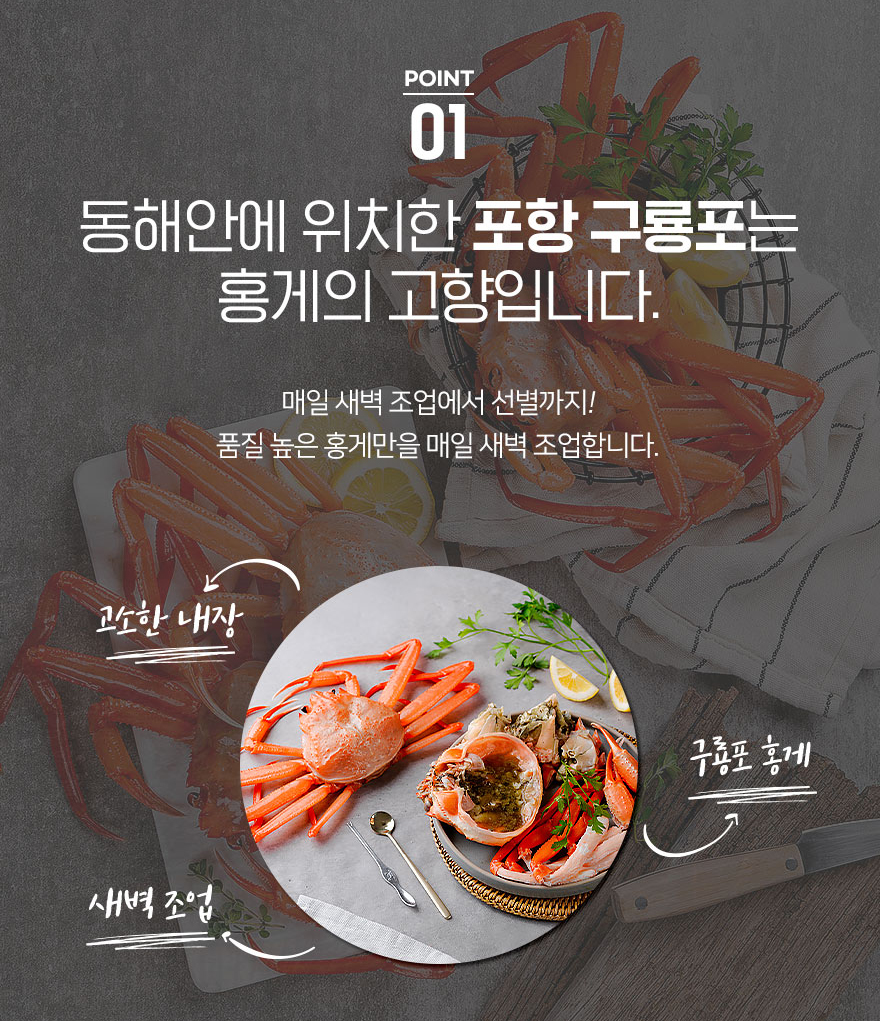 POINT
01
동해안에 위치한 포항 구룡포는
홍게의 고향입니다.
매일 새벽 조업에서 선별까지!
품질 높은 홍게만을 매일 새벽 조업합니다.
고소한 내장
구룡포 홍게
새벽 조업